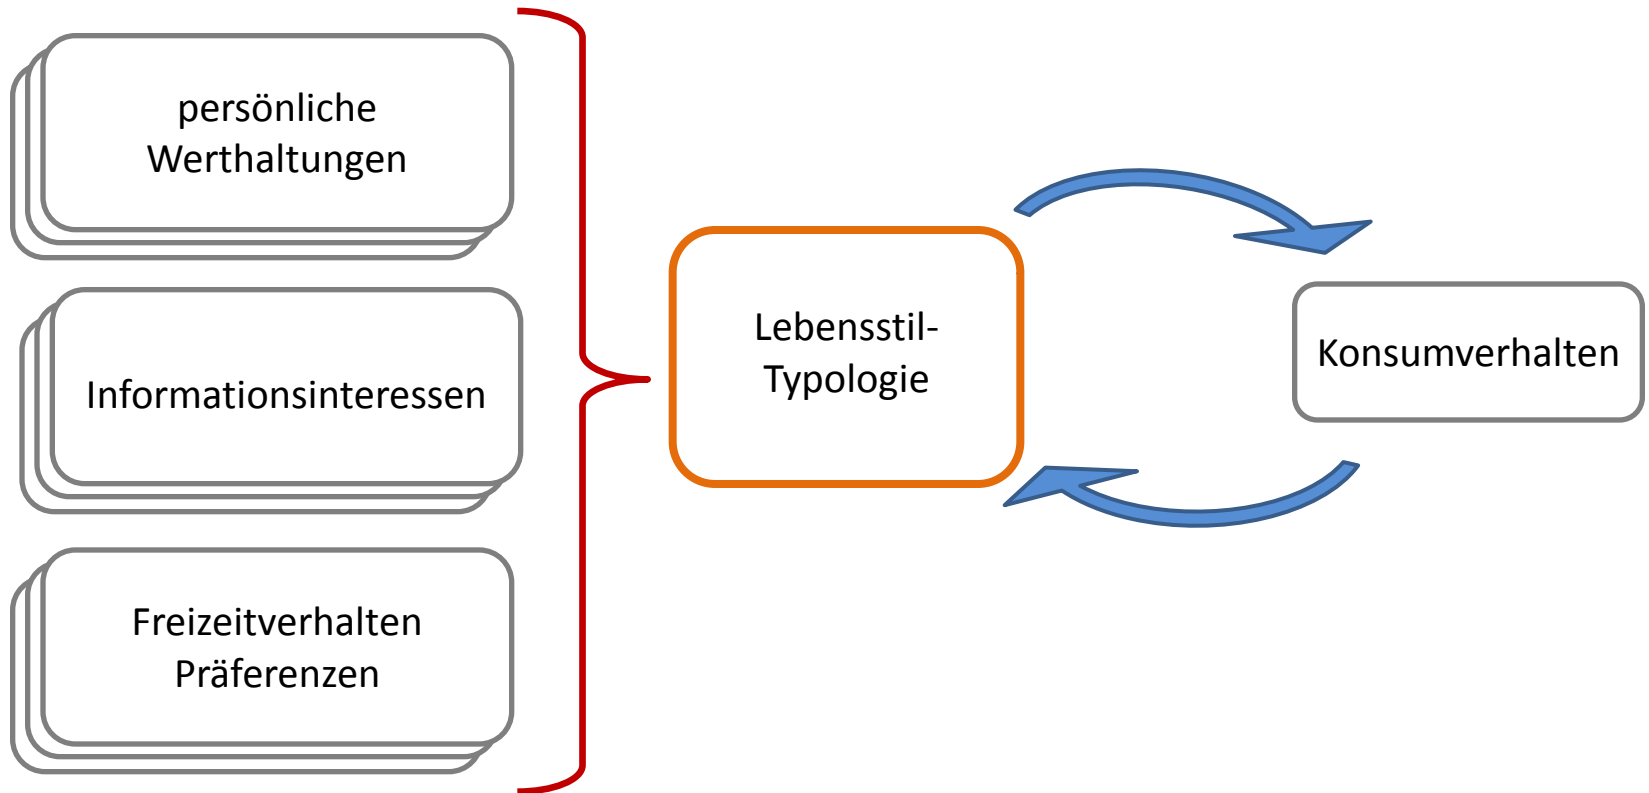 persönliche
Werthaltungen
Informationsinteressen
Freizeitverhalten
Präferenzen
Lebensstil-
Typologie
Konsumverhalten